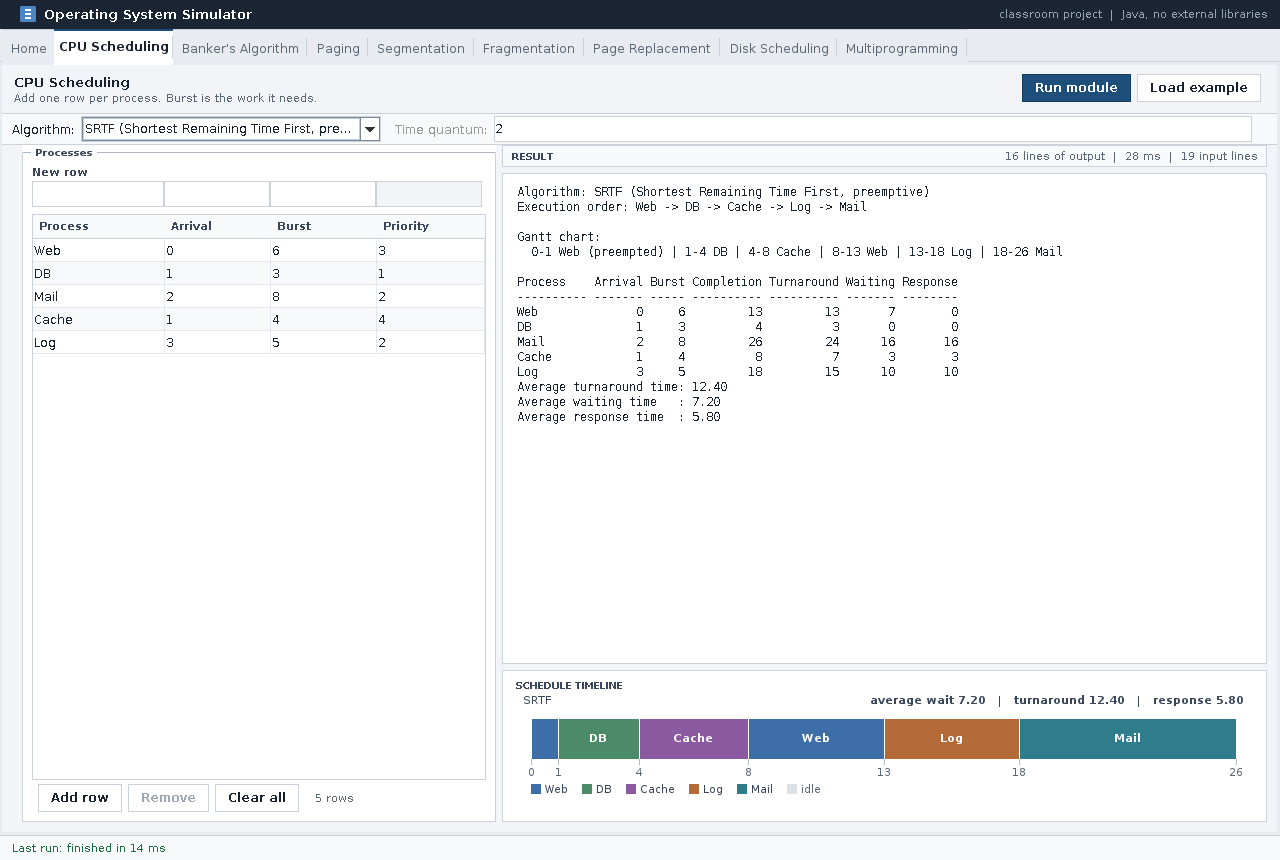 Operating System Simulator
classroom project | Java, no external libraries
Home CPU Scheduling Banker's Algorithm Paging Segmentation Fragmentation Page Replacement Disk Scheduling Multiprogramming
CPU Scheduling
Add one row per process. Burst is the work it needs.
Run module Load example
Algorithm: SRTF (Shortest Remaining Time First, pre... Time quantum: 2
Processes
New row
Process Arrival Burst Priority
Web 0 6 3
DB 1 3 1
Mail 2 8 2
Cache 1 4 4
Log 3 5 2
Add row Remove Clear all 5 rows
RESULT 16 lines of output | 28 ms | 19 input lines
Algorithm: SRTF (Shortest Remaining Time First, preemptive)
Execution order: Web -> DB -> Cache -> Log -> Mail
Gantt chart:
0-1 Web (preempted) | 1-4 DB | 4-8 Cache | 8-13 Web | 13-18 Log | 18-26 Mail
Process Arrival Burst Completion Turnaround Waiting Response
---------- ------- ----- ---------- ---------- ------- --------
Web 0 6 13 13 7 0
DB 1 3 4 3 0 0
Mail 2 8 26 24 16 16
Cache 1 4 8 7 3 3
Log 3 5 18 15 10 10
Average turnaround time: 12.40
Average waiting time : 7.20
Average response time : 5.80
SCHEDULE TIMELINE
SRTF average wait 7.20 | turnaround 12.40 | response 5.80
DB Cache Web Log Mail
0 1 4 8 13 18 26
Web DB Cache Log Mail idle
Last run: finished in 14 ms